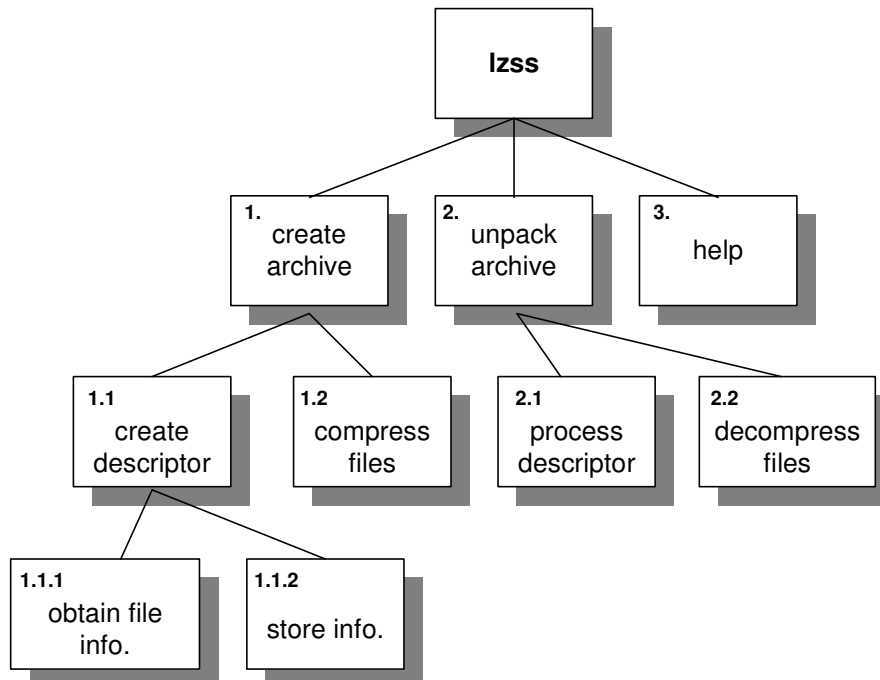 lzss
1.
create
archive
2.
unpack
archive
3.
help
1.1
create
descriptor
1.2
compress
files
2.1
process
descriptor
2.2
decompress
files
1.1.1
obtain file
info.
1.1.2
store info.